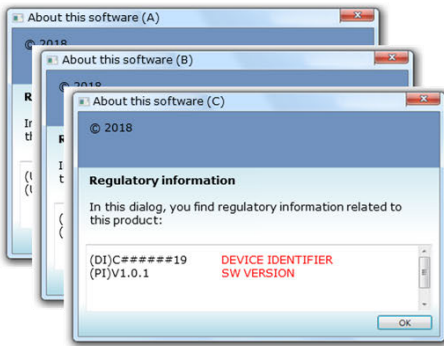 About this software (A)
© 2018
About this software (B)
About this software (C)
© 2018
Regulatory information
In this dialog, you find regulatory information related to
this product:
(DI)C######19 DEVICE IDENTIFIER
(PI)V1.0.1 SW VERSION
OK